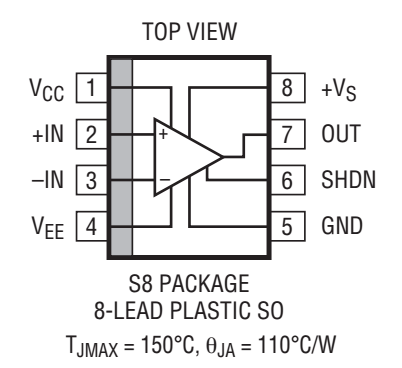 TOP VIEW
VCC 1 8 +VS
+IN 2 + 7 OUT
–IN 3 – 6 SHDN
VEE 4 5 GND
S8 PACKAGE
8-LEAD PLASTIC SO
TJMAX = 150°C, θJA = 110°C/W